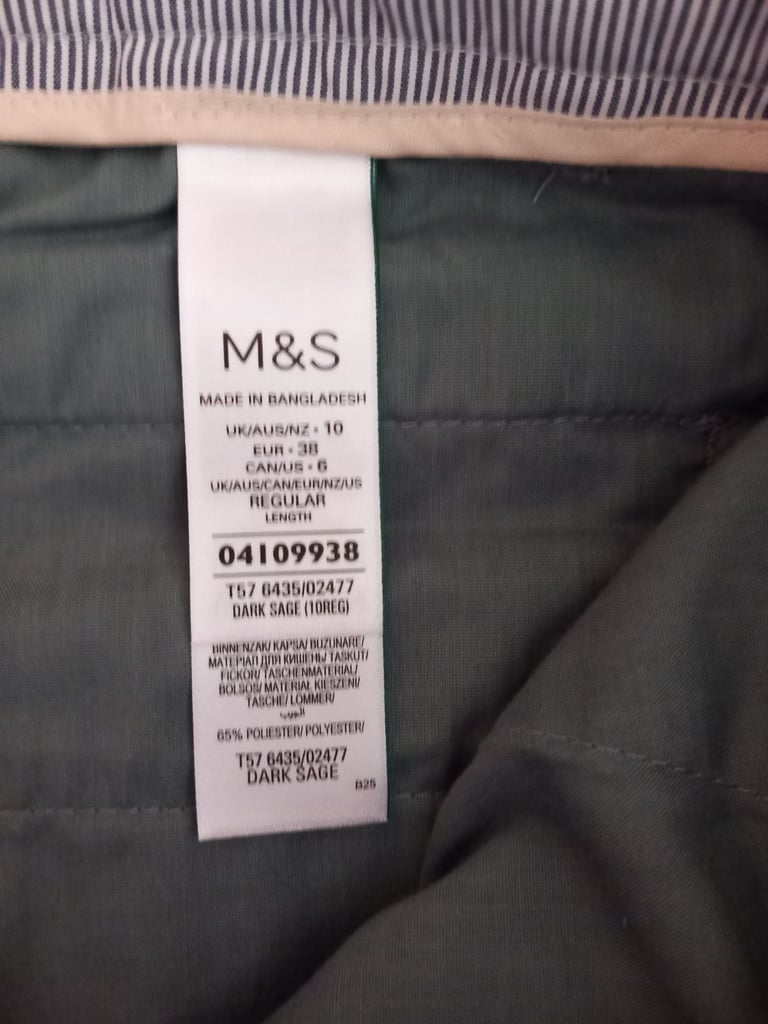 M&S
MADE IN BANGLADESH
UK/AUS/NZ - 10
EUR - 38
CAN/US - 6
UK/AUS/CAN/EUR/NZ/US
REGULAR
LENGTH
04109938
T57 6435/02477
DARK SAGE (10REG)
BINNENZAK/ KAPSA/ BUZUNARE/
МАТЕРІАЛ ДЛЯ КИШЕНЬ/ TASKUT/
FICKOR/ TASCHENMATERIAL/
BOLSOS/ MATERIAŁ KIESZENI/
TASCHE/ LOMMER/
الجيب
65% POLIESTER/ POLYESTER/
T57 6435/02477
DARK SAGE
B25